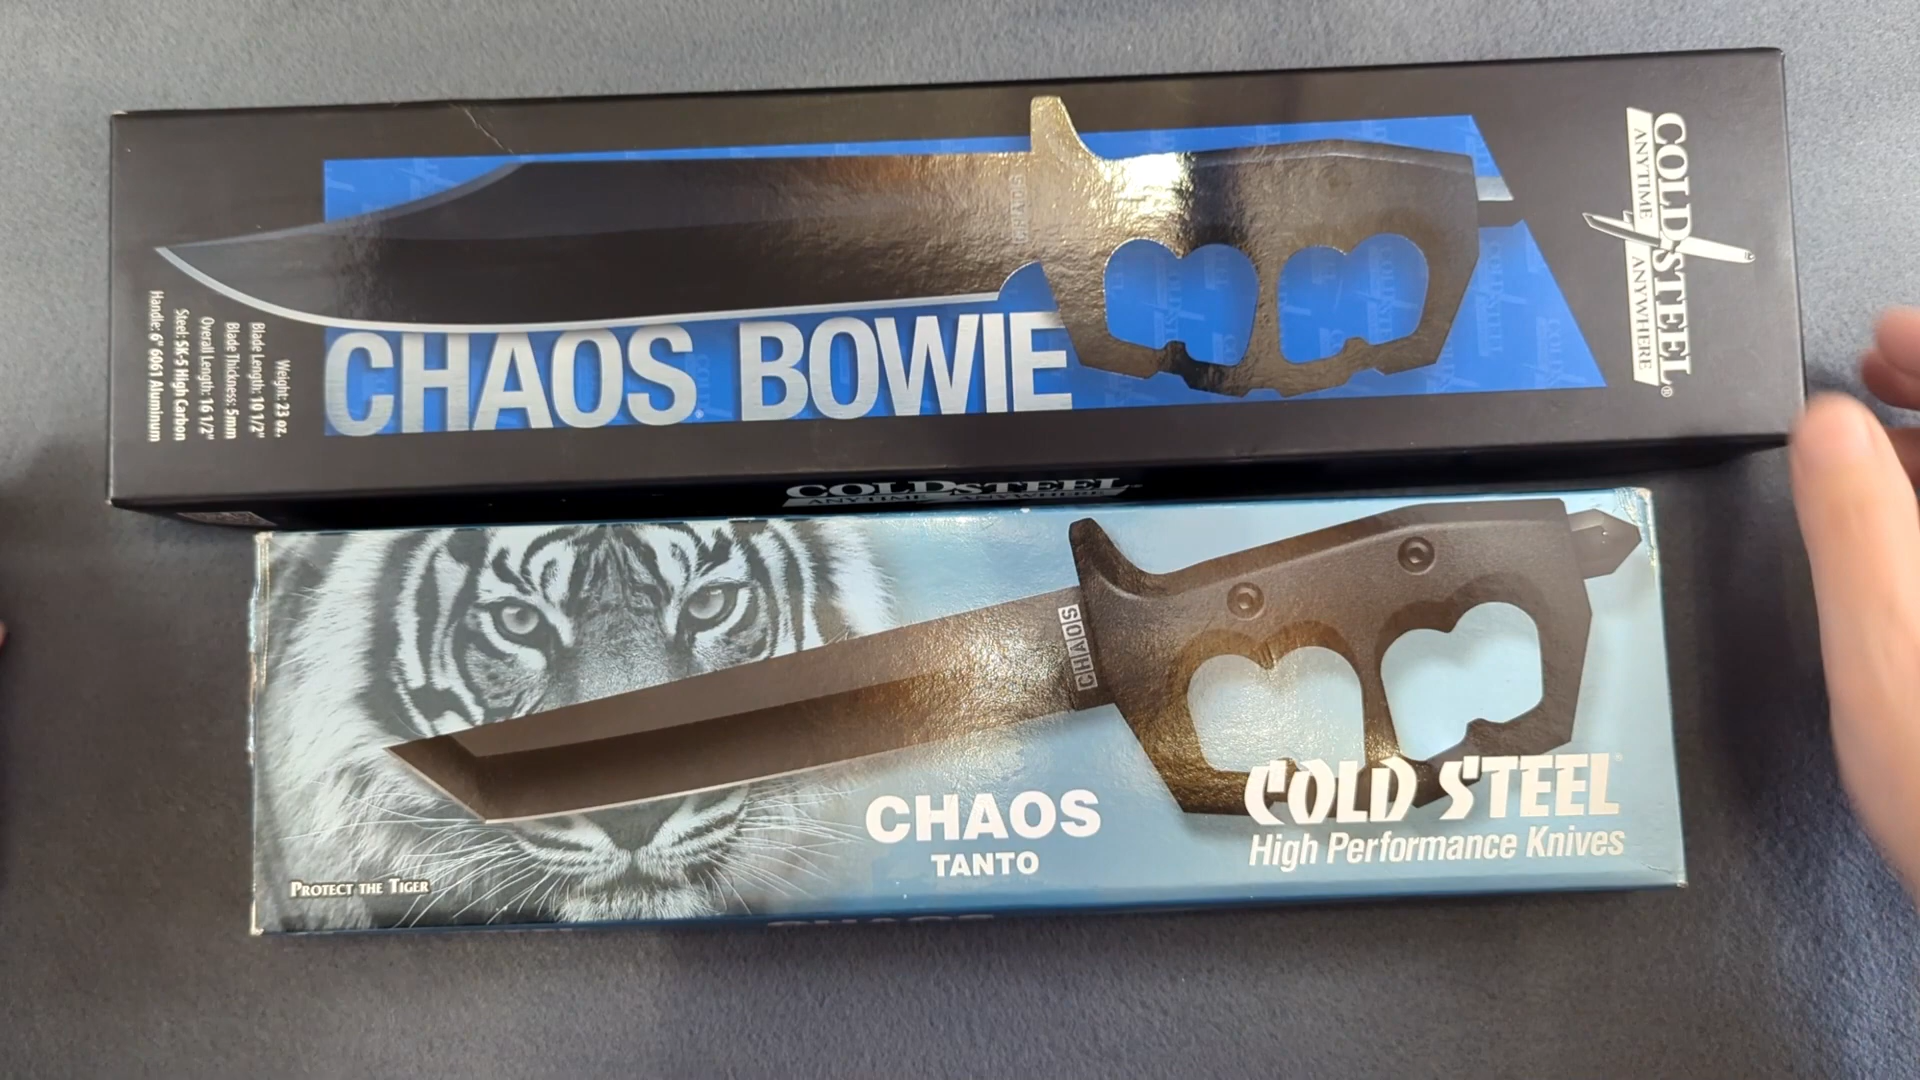 COLD STEEL®
ANYTIME ANYWHERE
CHAOS® BOWIE
Weight: 23 oz.
Blade Length: 10 1/2"
Blade Thickness: 5mm
Overall Length: 16 1/2"
Steel: SK-5 High Carbon
Handle: 6" 6061 Aluminum
COLD STEEL
ANYTIME ANYWHERE
CHAOS
CHAOS
TANTO
COLD STEEL®
High Performance Knives
PROTECT THE TIGER